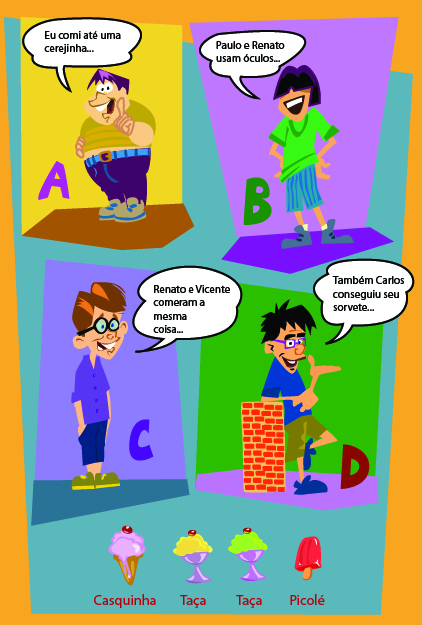 Eu comi até uma
cerejinha...
Paulo e Renato
usam óculos...
A
B
Renato e Vicente
comeram a
mesma
coisa...
Também Carlos
conseguiu seu
sorvete...
C
D
Casquinha Taça Taça Picolé